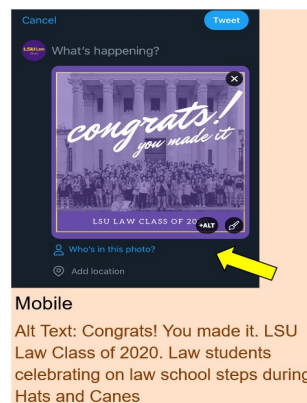 Cancel
Tweet
LSU Law
What's happening?
congrats!
you made it
LSU LAW CLASS OF 20
+ALT
Who's in this photo?
Add location
Mobile
Alt Text: Congrats! You made it. LSU
Law Class of 2020. Law students
celebrating on law school steps during
Hats and Canes